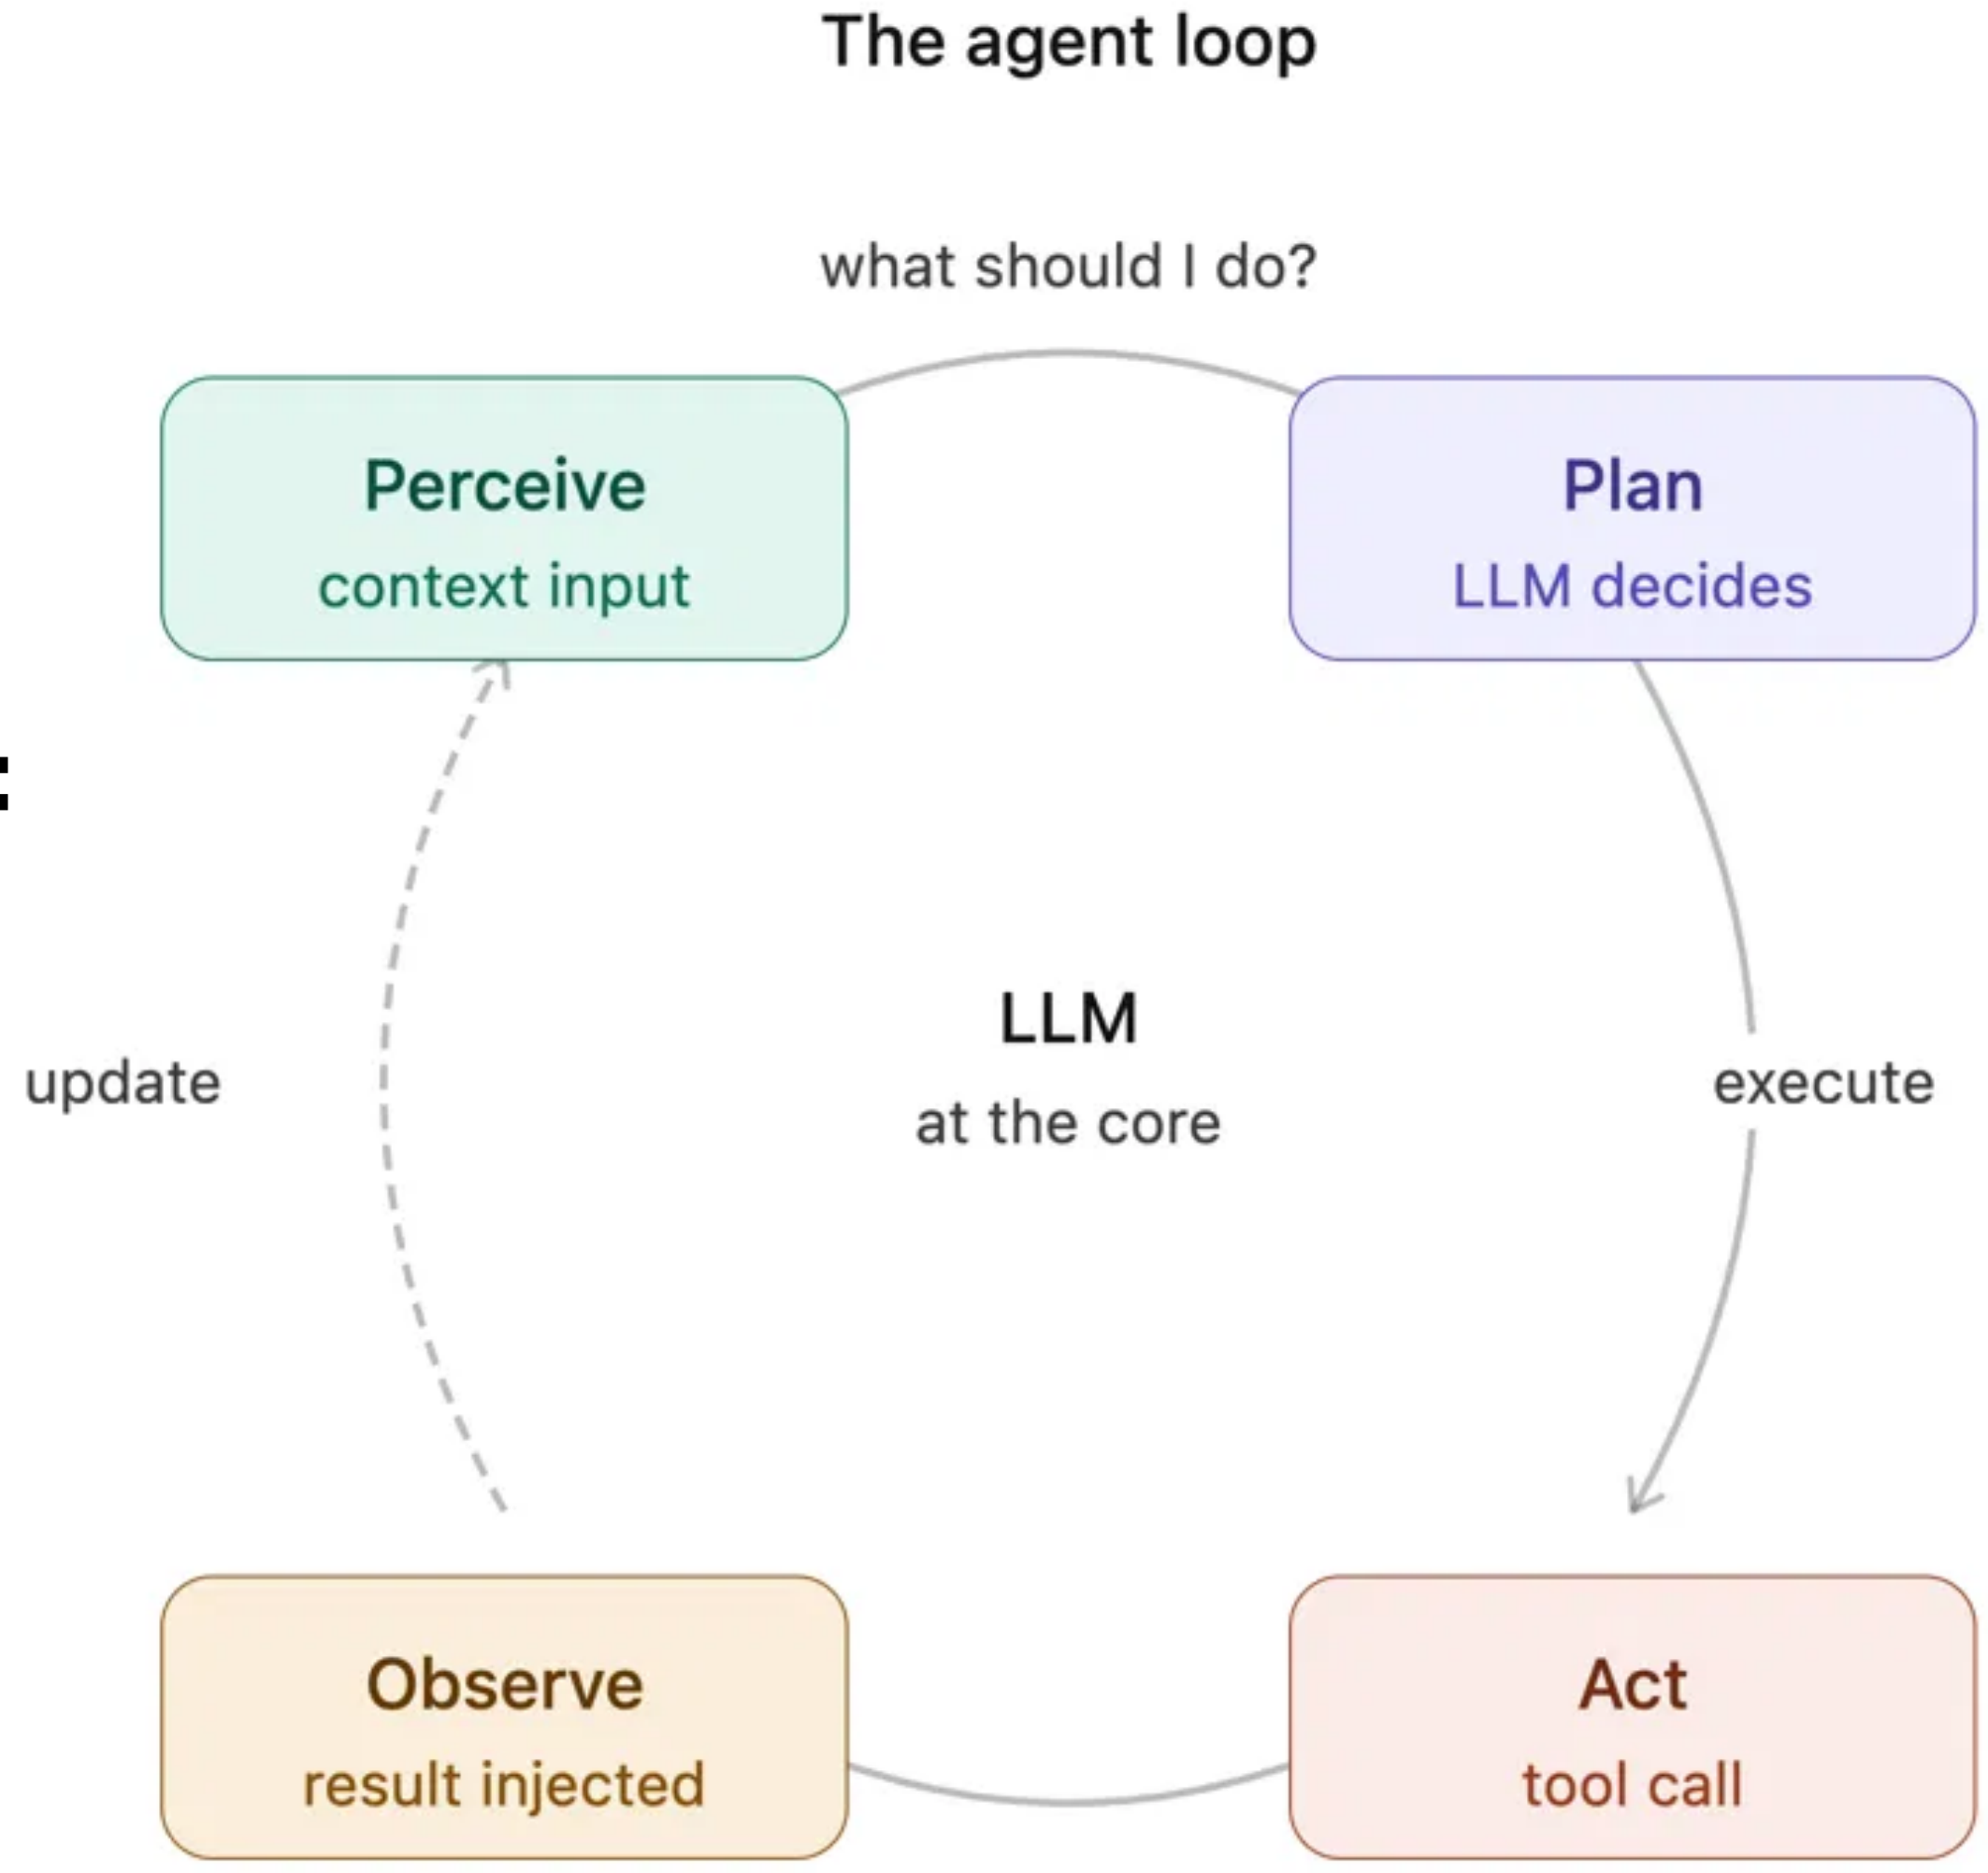 The agent loop
what should I do?
Perceive
context input
Plan
LLM decides
:
update
LLM
at the core
execute
Observe
result injected
Act
tool call